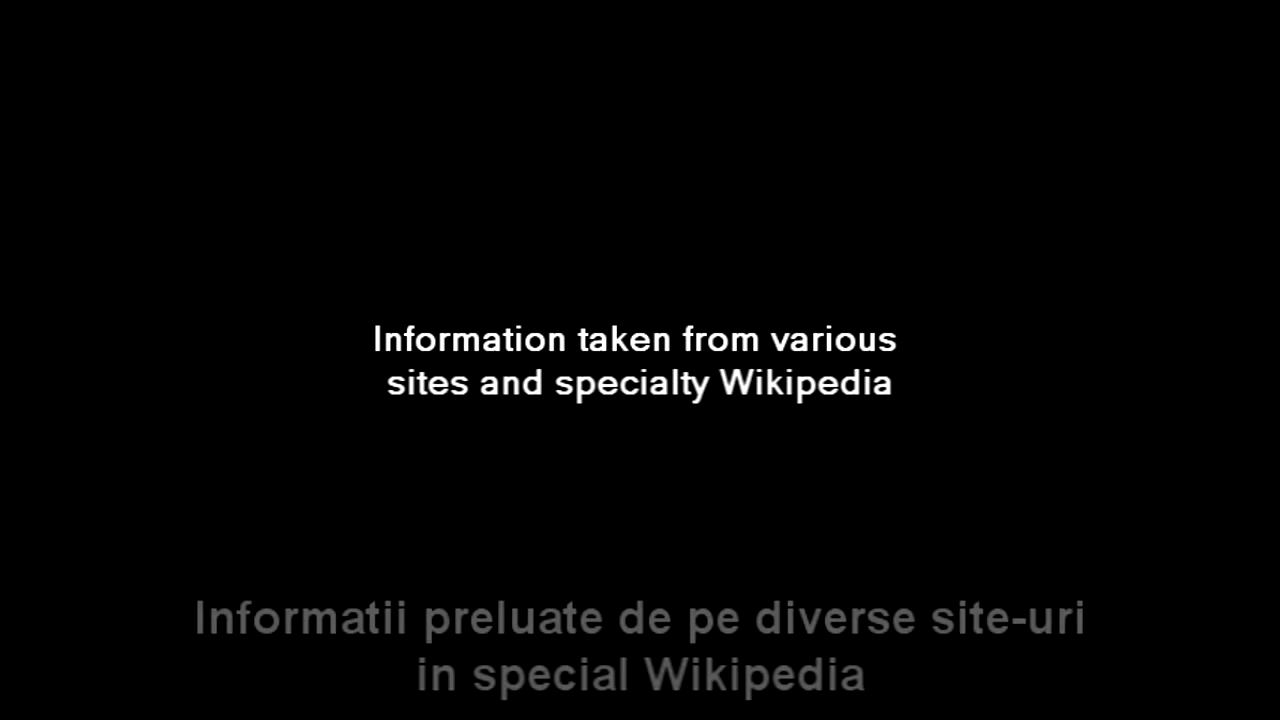 Information taken from various
sites and specialty Wikipedia
Informatii preluate de pe diverse site-uri
in special Wikipedia